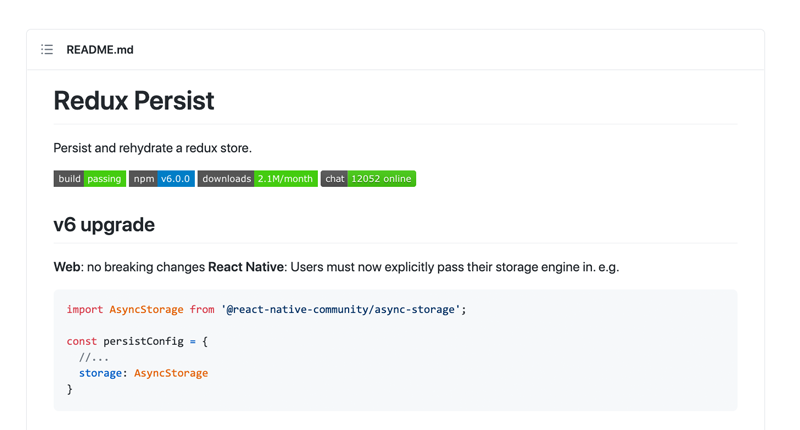 README.md
Redux Persist
Persist and rehydrate a redux store.
build passing npm v6.0.0 downloads 2.1M/month chat 12052 online
v6 upgrade
Web: no breaking changes React Native: Users must now explicitly pass their storage engine in. e.g.
import AsyncStorage from '@react-native-community/async-storage';
const persistConfig = {
//...
storage: AsyncStorage
}